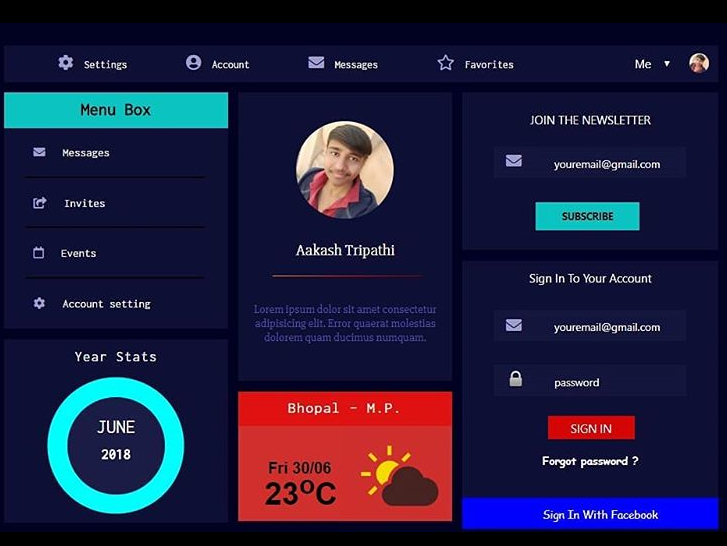 Settings
Account
Messages
Favorites
Me
Menu Box
Messages
Invites
Events
Account setting
Year Stats
JUNE
2018
Aakash Tripathi
Lorem ipsum dolor sit amet consectetur
adipisicing elit. Error quaerat molestias
dolorem quam ducimus numquam.
Bhopal - M.P.
Fri 30/06
23°C
JOIN THE NEWSLETTER
youremail@gmail.com
SUBSCRIBE
Sign In To Your Account
youremail@gmail.com
password
SIGN IN
Forgot password ?
Sign In With Facebook